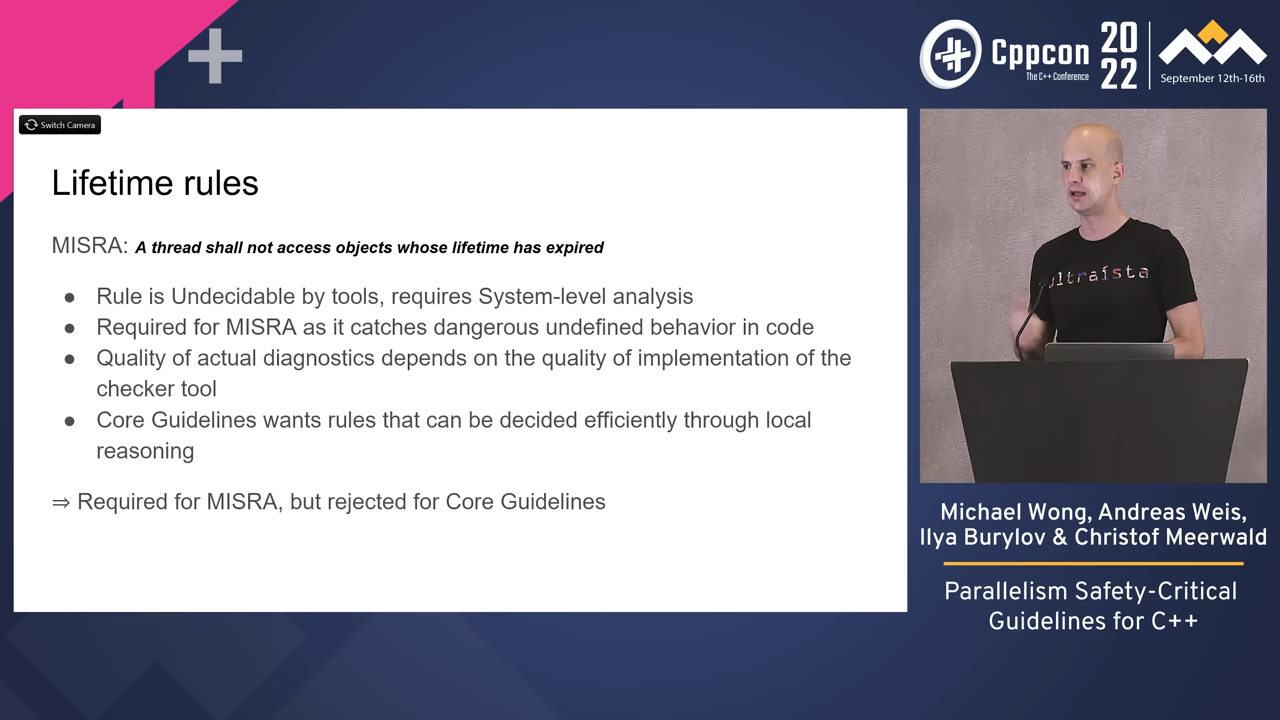 Cppcon
The C++ Conference
20
22
September 12th-16th
Switch Camera
Lifetime rules
MISRA: A thread shall not access objects whose lifetime has expired
● Rule is Undecidable by tools, requires System-level analysis
● Required for MISRA as it catches dangerous undefined behavior in code
● Quality of actual diagnostics depends on the quality of implementation of the
checker tool
● Core Guidelines wants rules that can be decided efficiently through local
reasoning
⇒ Required for MISRA, but rejected for Core Guidelines
ultraísta
Michael Wong, Andreas Weis,
Ilya Burylov & Christof Meerwald
Parallelism Safety-Critical
Guidelines for C++